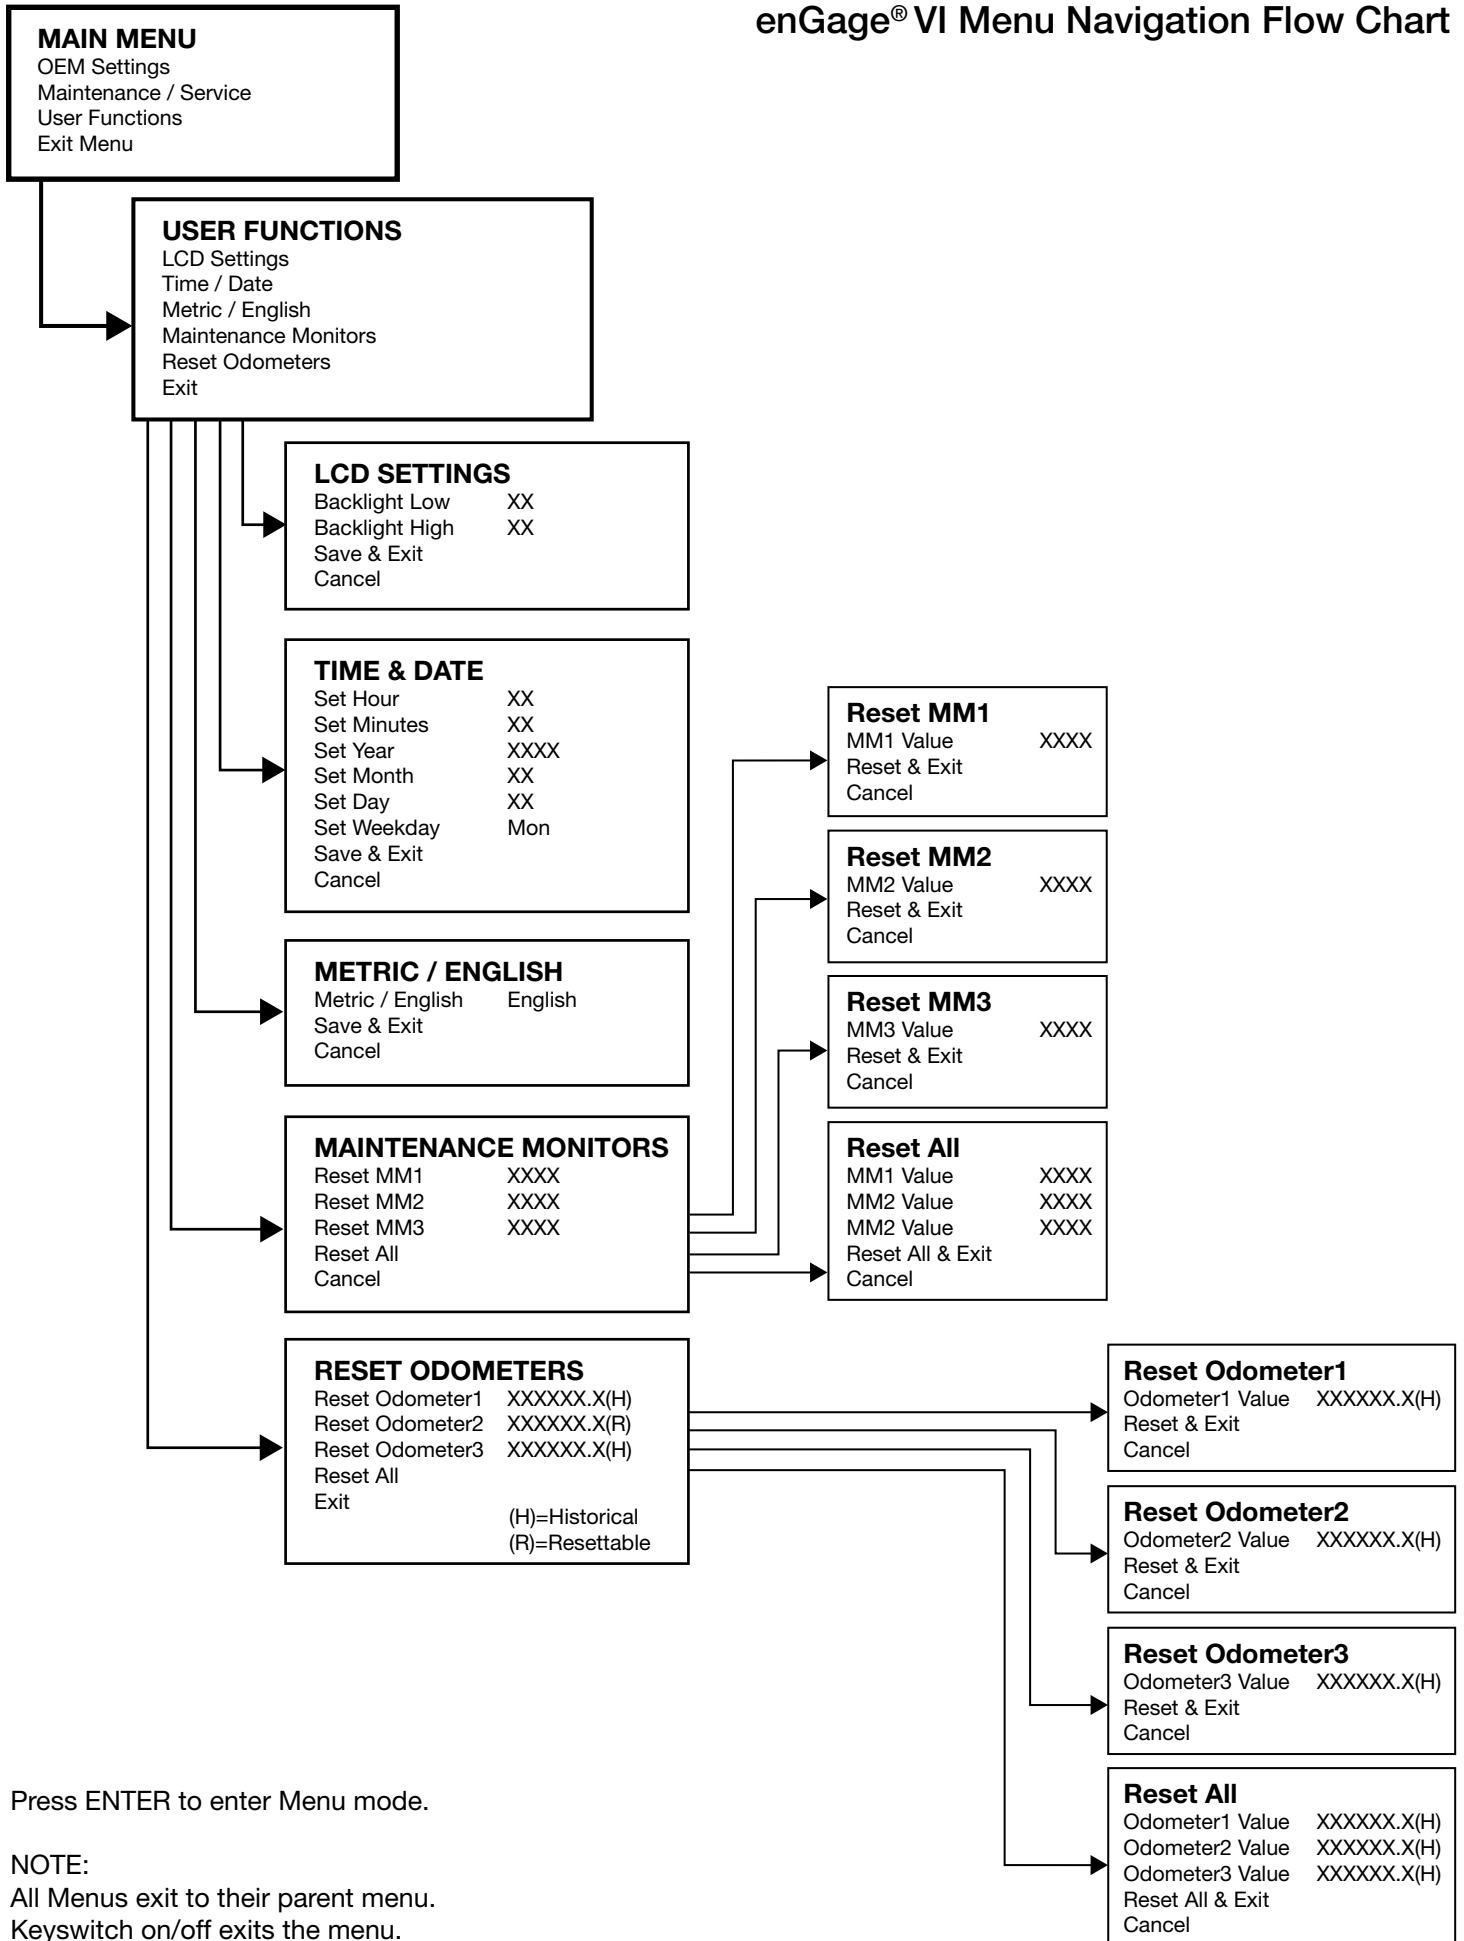 enGage® VI Menu Navigation Flow Chart
MAIN MENU
OEM Settings
Maintenance / Service
User Functions
Exit Menu
USER FUNCTIONS
LCD Settings
Time / Date
Metric / English
Maintenance Monitors
Reset Odometers
Exit
LCD SETTINGS
Backlight Low XX
Backlight High XX
Save & Exit
Cancel
TIME & DATE
Set Hour XX
Set Minutes XX
Set Year XXXX
Set Month XX
Set Day XX
Set Weekday Mon
Save & Exit
Cancel
METRIC / ENGLISH
Metric / English English
Save & Exit
Cancel
MAINTENANCE MONITORS
Reset MM1 XXXX
Reset MM2 XXXX
Reset MM3 XXXX
Reset All
Cancel
Reset MM1
MM1 Value XXXX
Reset & Exit
Cancel
Reset MM2
MM2 Value XXXX
Reset & Exit
Cancel
Reset MM3
MM3 Value XXXX
Reset & Exit
Cancel
Reset All
MM1 Value XXXX
MM2 Value XXXX
MM2 Value XXXX
Reset All & Exit
Cancel
RESET ODOMETERS
Reset Odometer1 XXXXXX.X(H)
Reset Odometer2 XXXXXX.X(R)
Reset Odometer3 XXXXXX.X(H)
Reset All
Exit
(H)=Historical
(R)=Resettable
Reset Odometer1
Odometer1 Value XXXXXX.X(H)
Reset & Exit
Cancel
Reset Odometer2
Odometer2 Value XXXXXX.X(H)
Reset & Exit
Cancel
Reset Odometer3
Odometer3 Value XXXXXX.X(H)
Reset & Exit
Cancel
Reset All
Odometer1 Value XXXXXX.X(H)
Odometer2 Value XXXXXX.X(H)
Odometer3 Value XXXXXX.X(H)
Reset All & Exit
Cancel
Press ENTER to enter Menu mode.
NOTE:
All Menus exit to their parent menu.
Keyswitch on/off exits the menu.